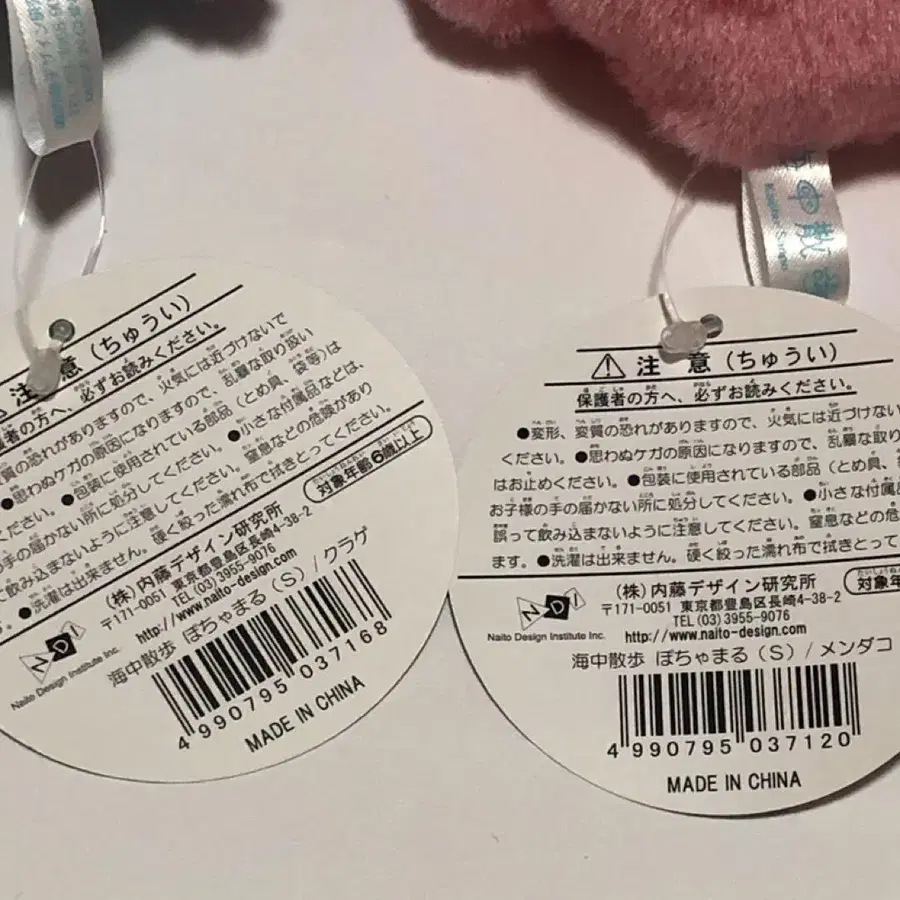 注意(ちゅうい)
護者の方へ、必ずお読みください。
質の恐れがありますので、火気には近づけないで
●思わぬケガの原因になりますので、乱暴な取り扱い
ください。●包装に使用されている部品(とめ具、袋等)は
の手の届かない所に処分してください。●小さな付属品などは、
て飲み込まないように注意してください。窒息などの危険があり
●洗濯は出来ません。硬く絞った濡れ布で拭きとってください。
対象年齢6歳以上
(株)内藤デザイン研究所
〒171-0051 東京都豊島区長崎4-38-2
TEL(03)3955-9076
http://www.naito-design.com
NDI
Naito Design Institute Inc.
海中散歩 ぽちゃまる(S)/クラゲ
4 990795 037168
MADE IN CHINA
海中散歩
⚠ 注意(ちゅうい)
保護者の方へ、必ずお読みください。
●変形、変質の恐れがありますので、火気には近づけない
ください。●思わぬケガの原因になりますので、乱暴な取り
はお止めください。●包装に使用されている部品(とめ具、
お子様の手の届かない所に処分してください。●小さな付属品
誤って飲み込まないように注意してください。窒息などの危
ます。●洗濯は出来ません。硬く絞った濡れ布で拭きとって
対象年
(株)内藤デザイン研究所
〒171-0051 東京都豊島区長崎4-38-2
TEL(03)3955-9076
http://www.naito-design.com
NDI
Naito Design Institute Inc.
海中散歩 ぽちゃまる(S)/メンダコ
4 990795 037120
MADE IN CHINA